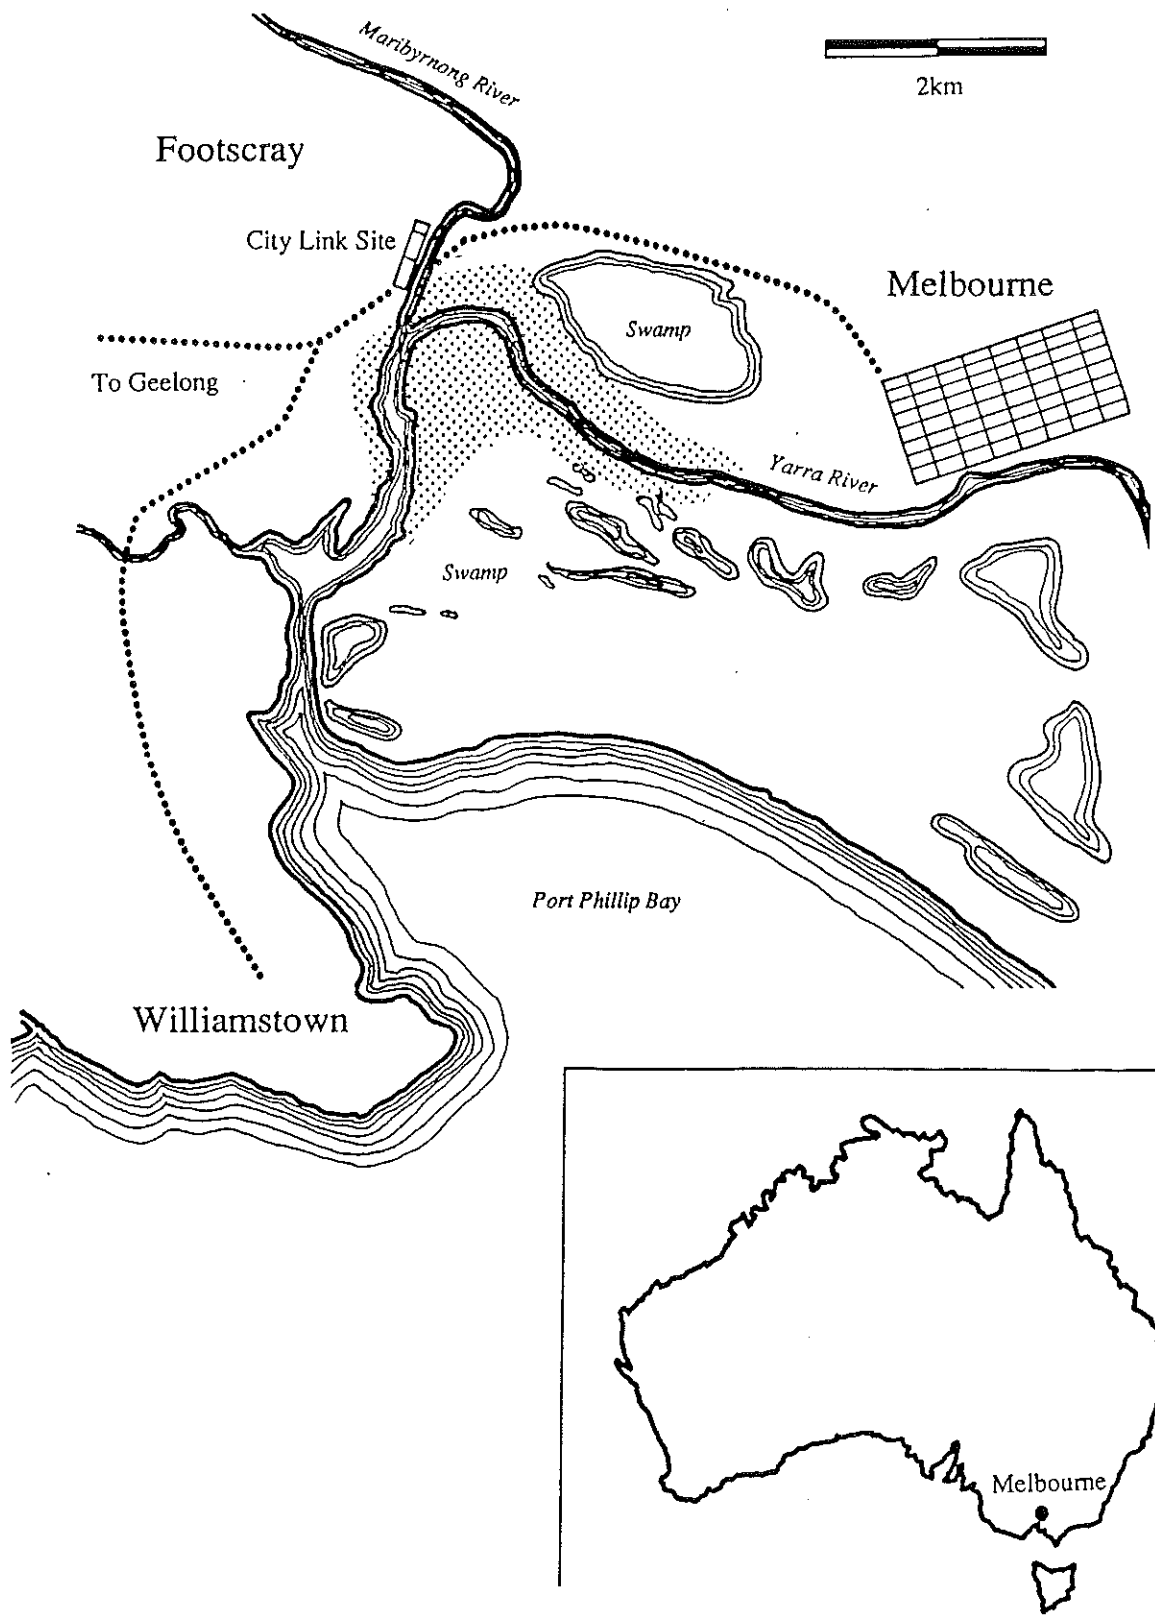 Maribyrnong River
2km
Footscray
City Link Site
Melbourne
Swamp
To Geelong
Yarra River
Swamp
Port Phillip Bay
Williamstown
Melbourne